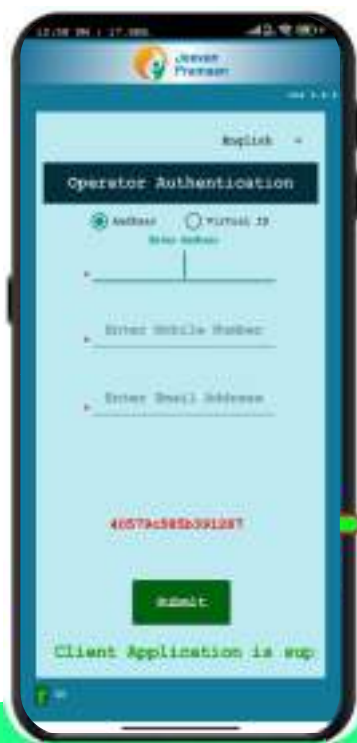 Jeevan
Pramaan
English
Operator Authentication
Aadhaar Virtual ID
Enter Aadhaar
Enter Mobile Number
Enter Email Address
Submit
Client Application is sup